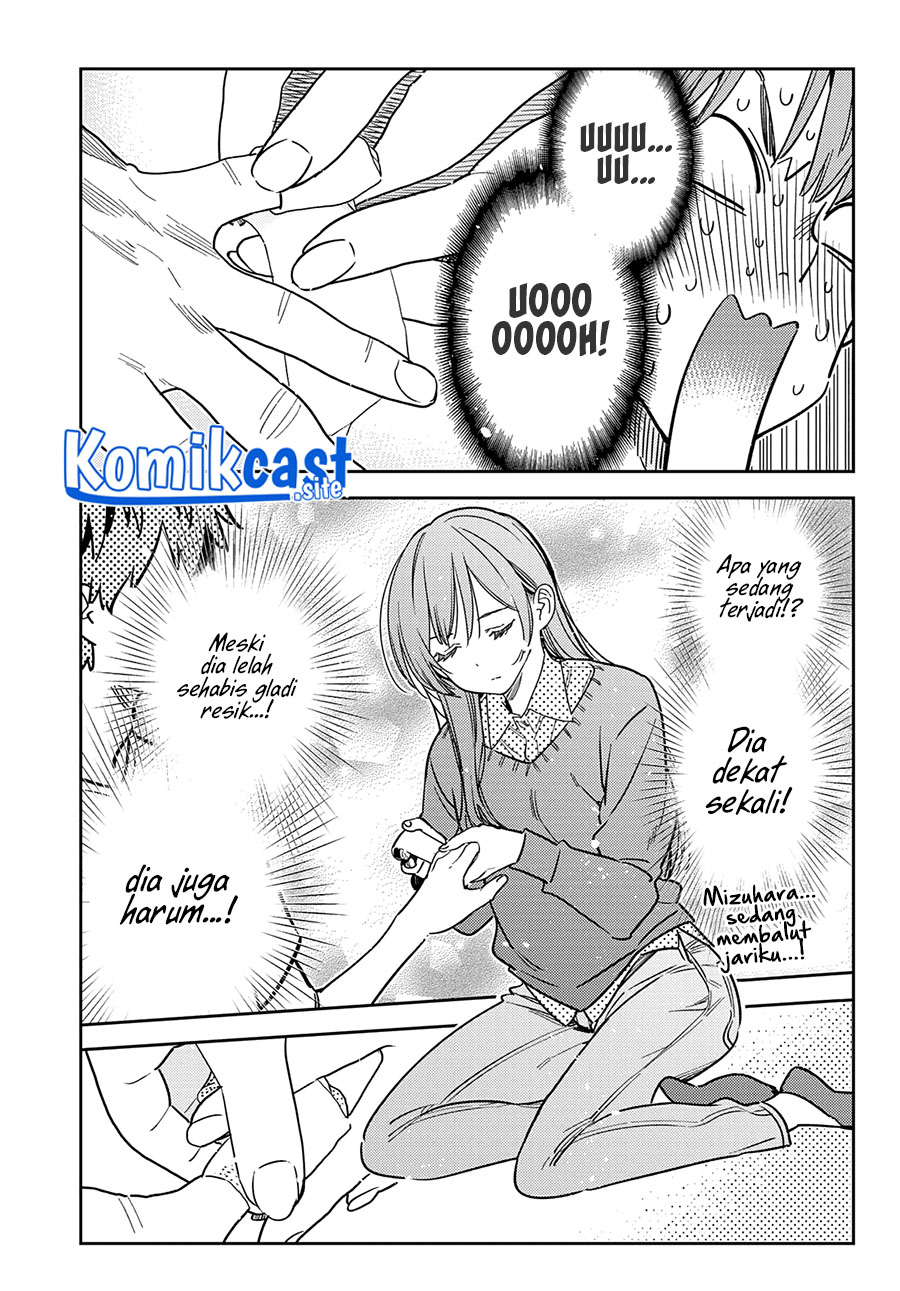 UUUU...
UU...
UOOO
OOOOH!
Komikcast
.site
Apa yang
sedang
terjadi!?
Dia
dekat
sekali!
Mizuhara...
sedang
membalut
jariku...!
Meski
dia lelah
sehabis gladi
resik...!
dia juga
harum...!